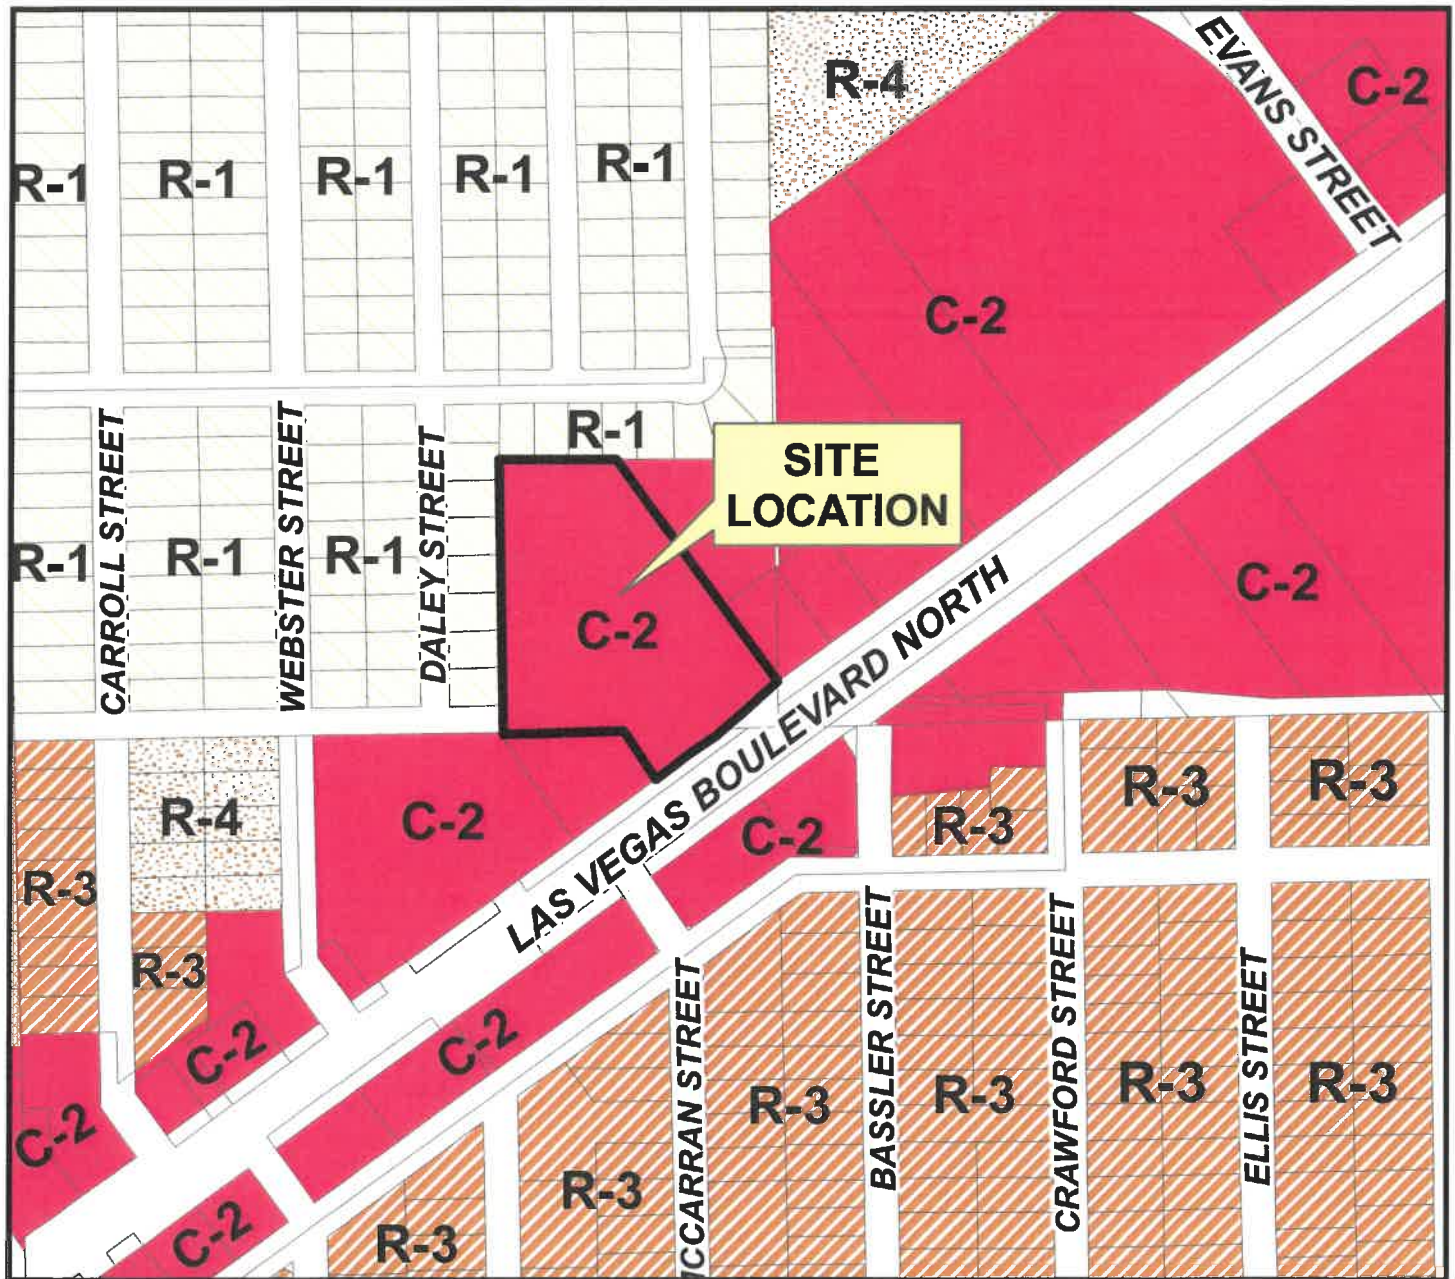 EVANS STREET
R-4
C-2
R-1
R-1
R-1
R-1
R-1
C-2
R-1
SITE
LOCATION
CARROLL STREET
WEBSTER STREET
DALEY STREET
R-1
R-1
R-1
C-2
C-2
LAS VEGAS BOULEVARD NORTH
R-4
C-2
C-2
R-3
R-3
R-3
R-3
R-3
C-2
C-2
C-2
C-2
MCCARRAN STREET
BASSLER STREET
CRAWFORD STREET
ELLIS STREET
R-3
R-3
R-3
R-3
R-3
R-3